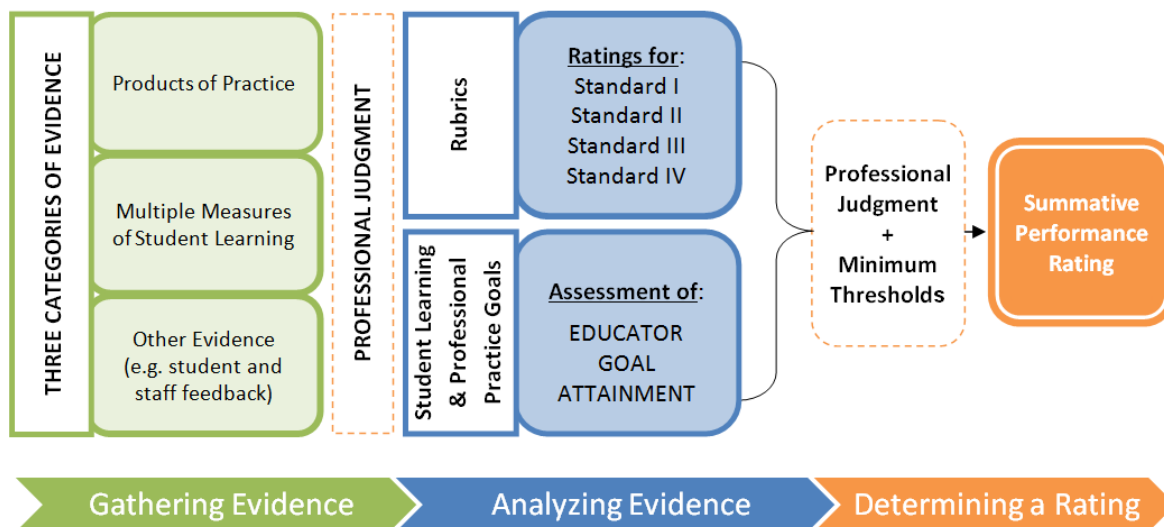 THREE CATEGORIES OF EVIDENCE
Products of Practice
Multiple Measures
of Student Learning
Other Evidence
(e.g. student and
staff feedback)
PROFESSIONAL JUDGMENT
Rubrics
Ratings for:
Standard I
Standard II
Standard III
Standard IV
Student Learning
& Professional
Practice Goals
Assessment of:
EDUCATOR
GOAL
ATTAINMENT
Professional
Judgment
+
Minimum
Thresholds
Summative
Performance
Rating
Gathering Evidence
Analyzing Evidence
Determining a Rating